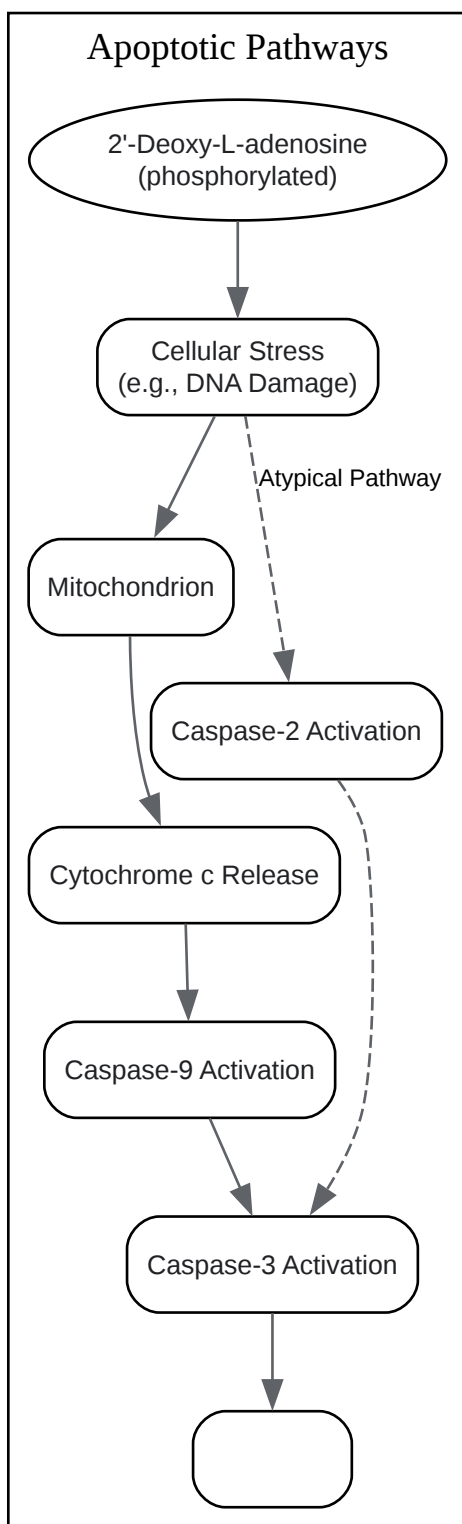 Apoptotic Pathways
2'-Deoxy-L-adenosine
(phosphorylated)
Cellular Stress
(e.g., DNA Damage)
Atypical Pathway
Mitochondrion
Caspase-2 Activation
Cytochrome c Release
Caspase-9 Activation
Caspase-3 Activation